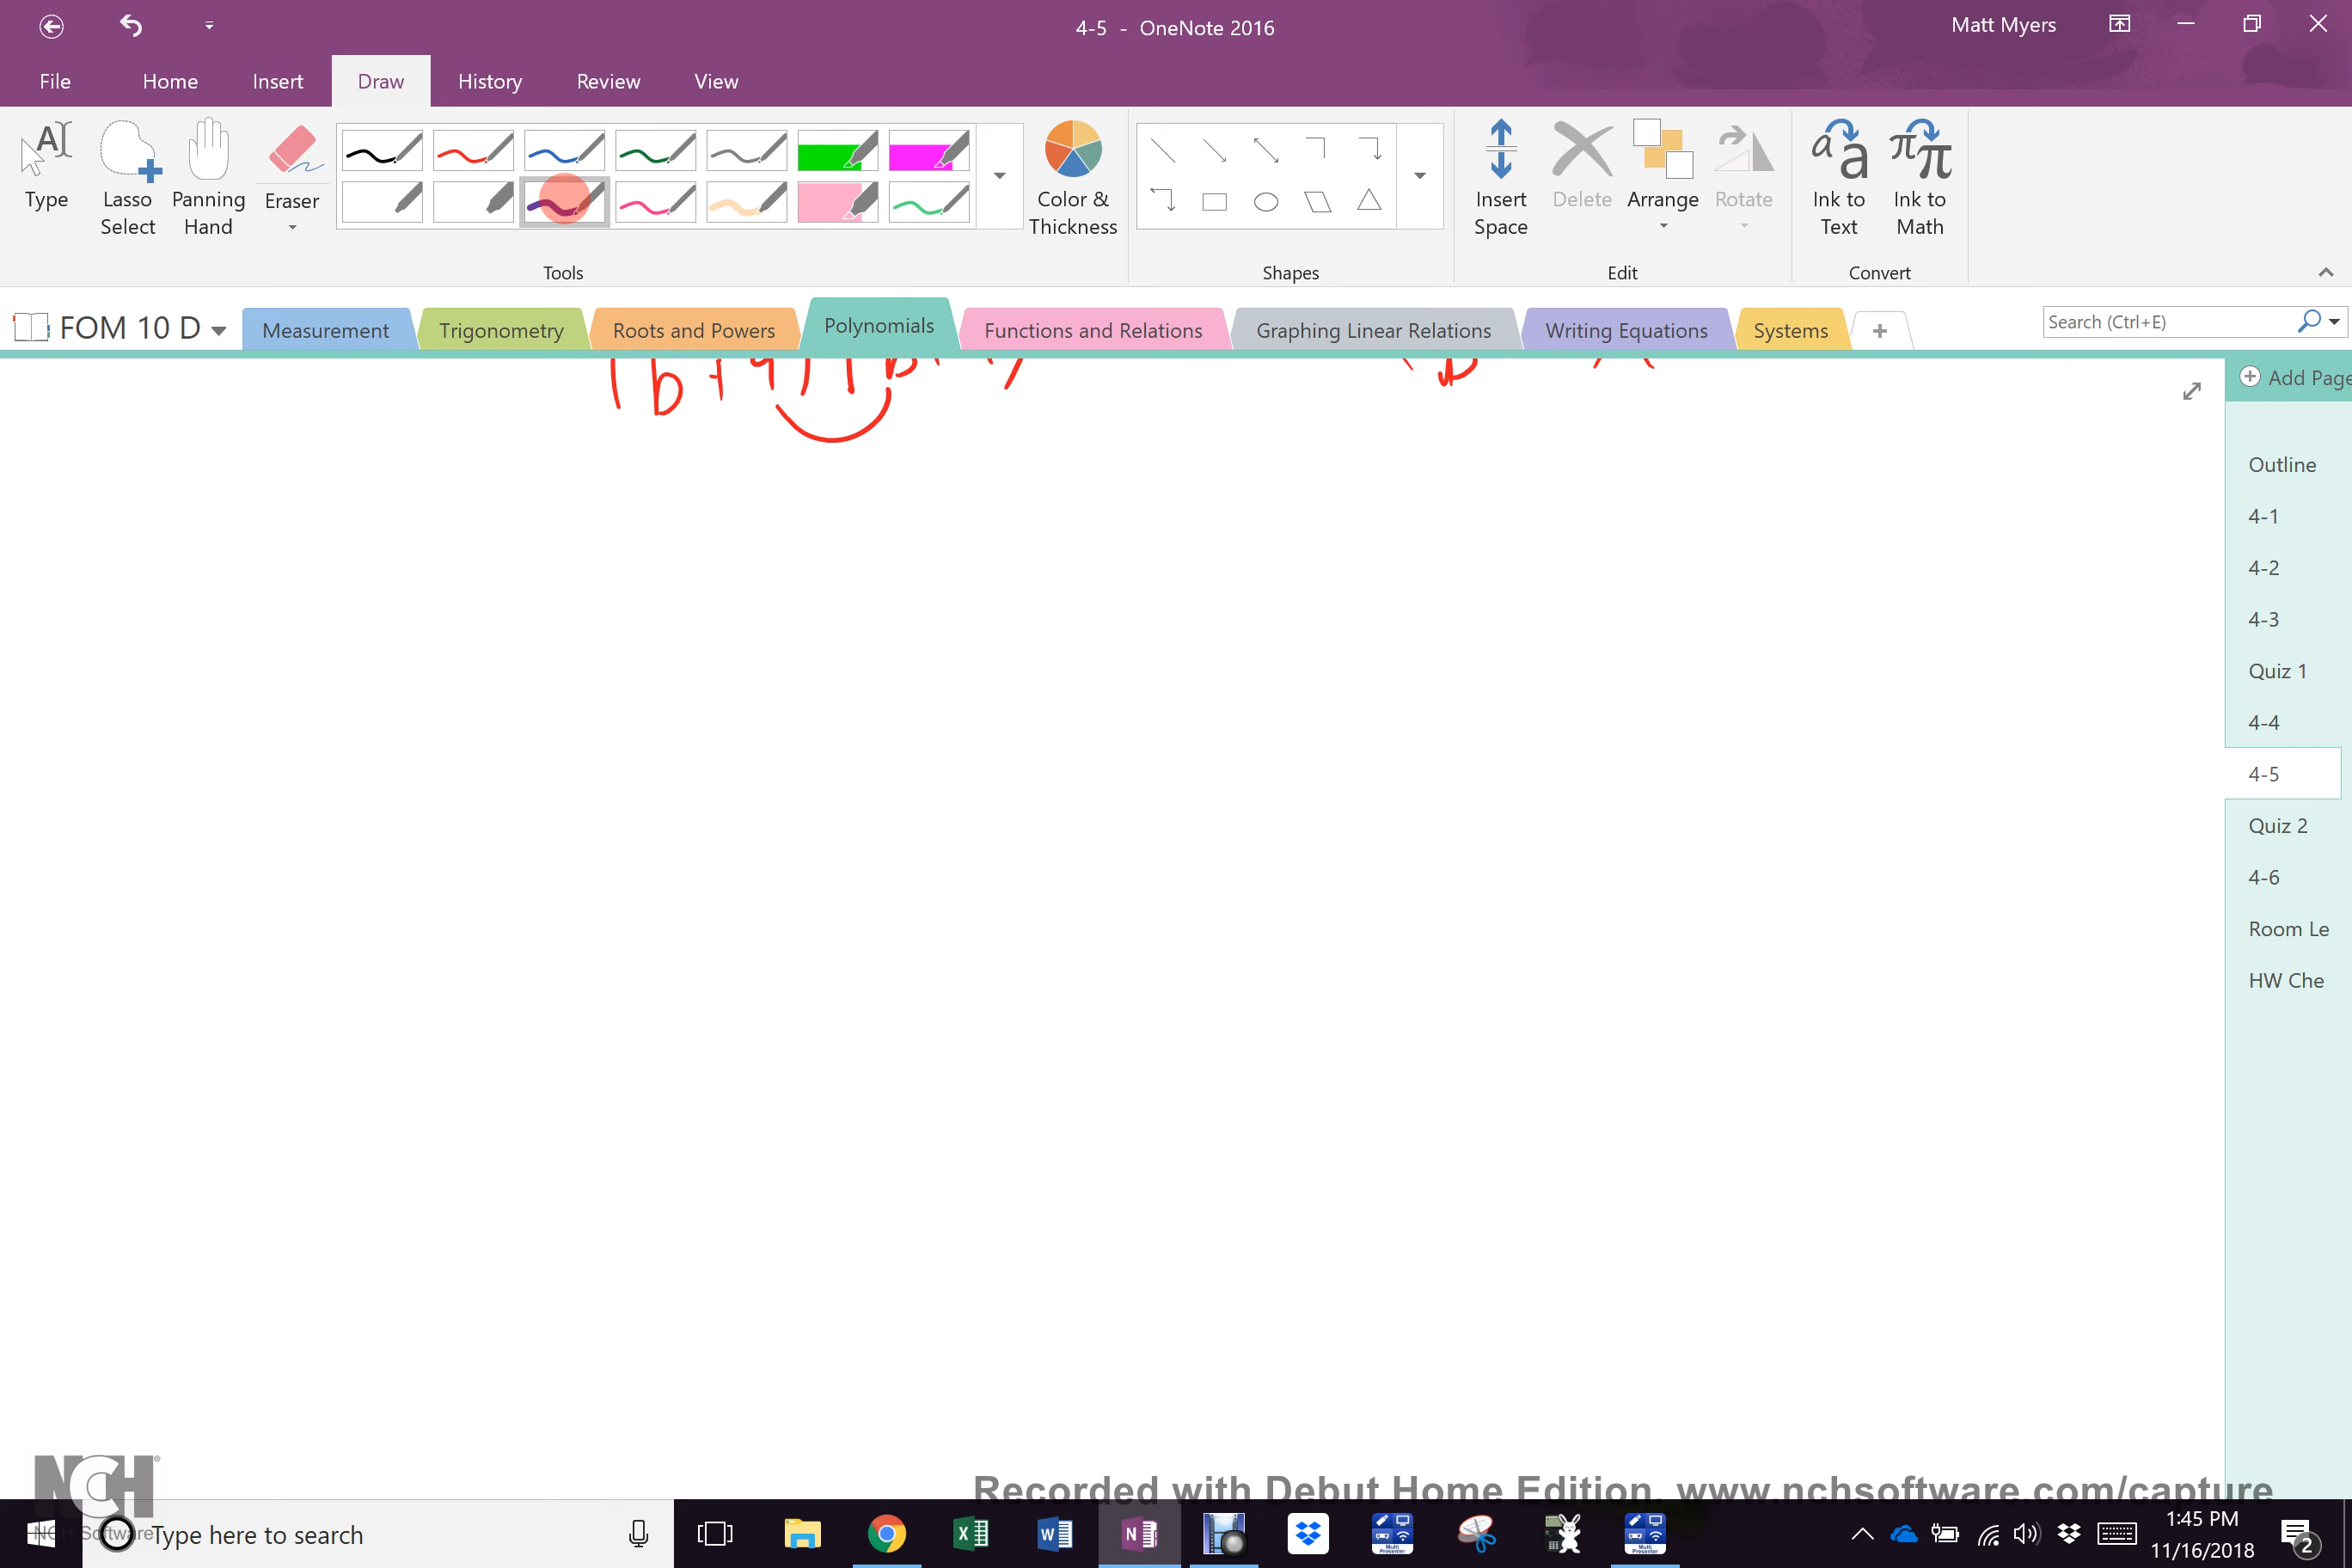 4-5 - OneNote 2016
Matt Myers
File Home Insert Draw History Review View
Type
Lasso Select
Panning Hand
Eraser
Color & Thickness
Insert Space
Delete
Arrange
Rotate
Ink to Text
Ink to Math
Tools
Shapes
Edit
Convert
FOM 10 D
Measurement
Trigonometry
Roots and Powers
Polynomials
Functions and Relations
Graphing Linear Relations
Writing Equations
Systems
Search (Ctrl+E)
Add Page
Outline
4-1
4-2
4-3
Quiz 1
4-4
4-5
Quiz 2
4-6
Room Le
HW Che
NCH
NCH Software
Recorded with Debut Home Edition. www.nchsoftware.com/capture
Type here to search
1:45 PM
11/16/2018
2